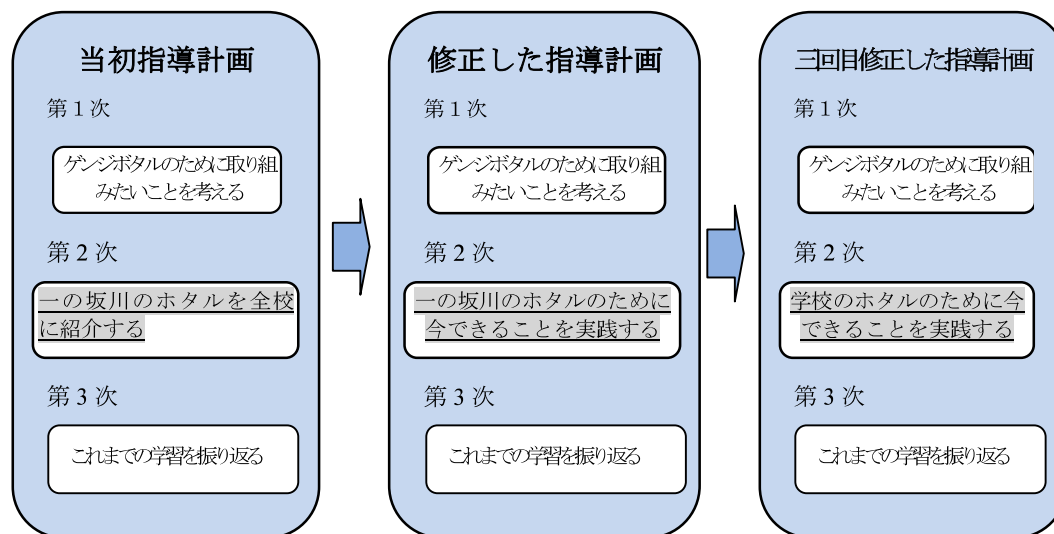 当初指導計画
第1次
ゲンジボタルのために取り組
みたいことを考える
第2次
一の坂川のホタルを全校
に紹介する
第3次
これまでの学習を振り返る
修正した指導計画
第1次
ゲンジボタルのために取り組
みたいことを考える
第2次
一の坂川のホタルのために
今できることを実践する
第3次
これまでの学習を振り返る
三回目修正した指導計画
第1次
ゲンジボタルのために取り組
みたいことを考える
第2次
学校のホタルのために今
できることを実践する
第3次
これまでの学習を振り返る